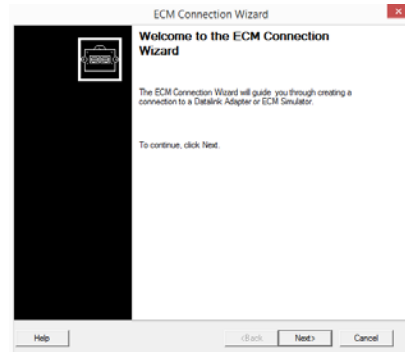 ECM Connection Wizard
Welcome to the ECM Connection
Wizard
The ECM Connection Wizard will guide you through creating a
connection to a Datalink Adapter or ECM Simulator.
To continue, click Next.
Help
<Back
Next>
Cancel